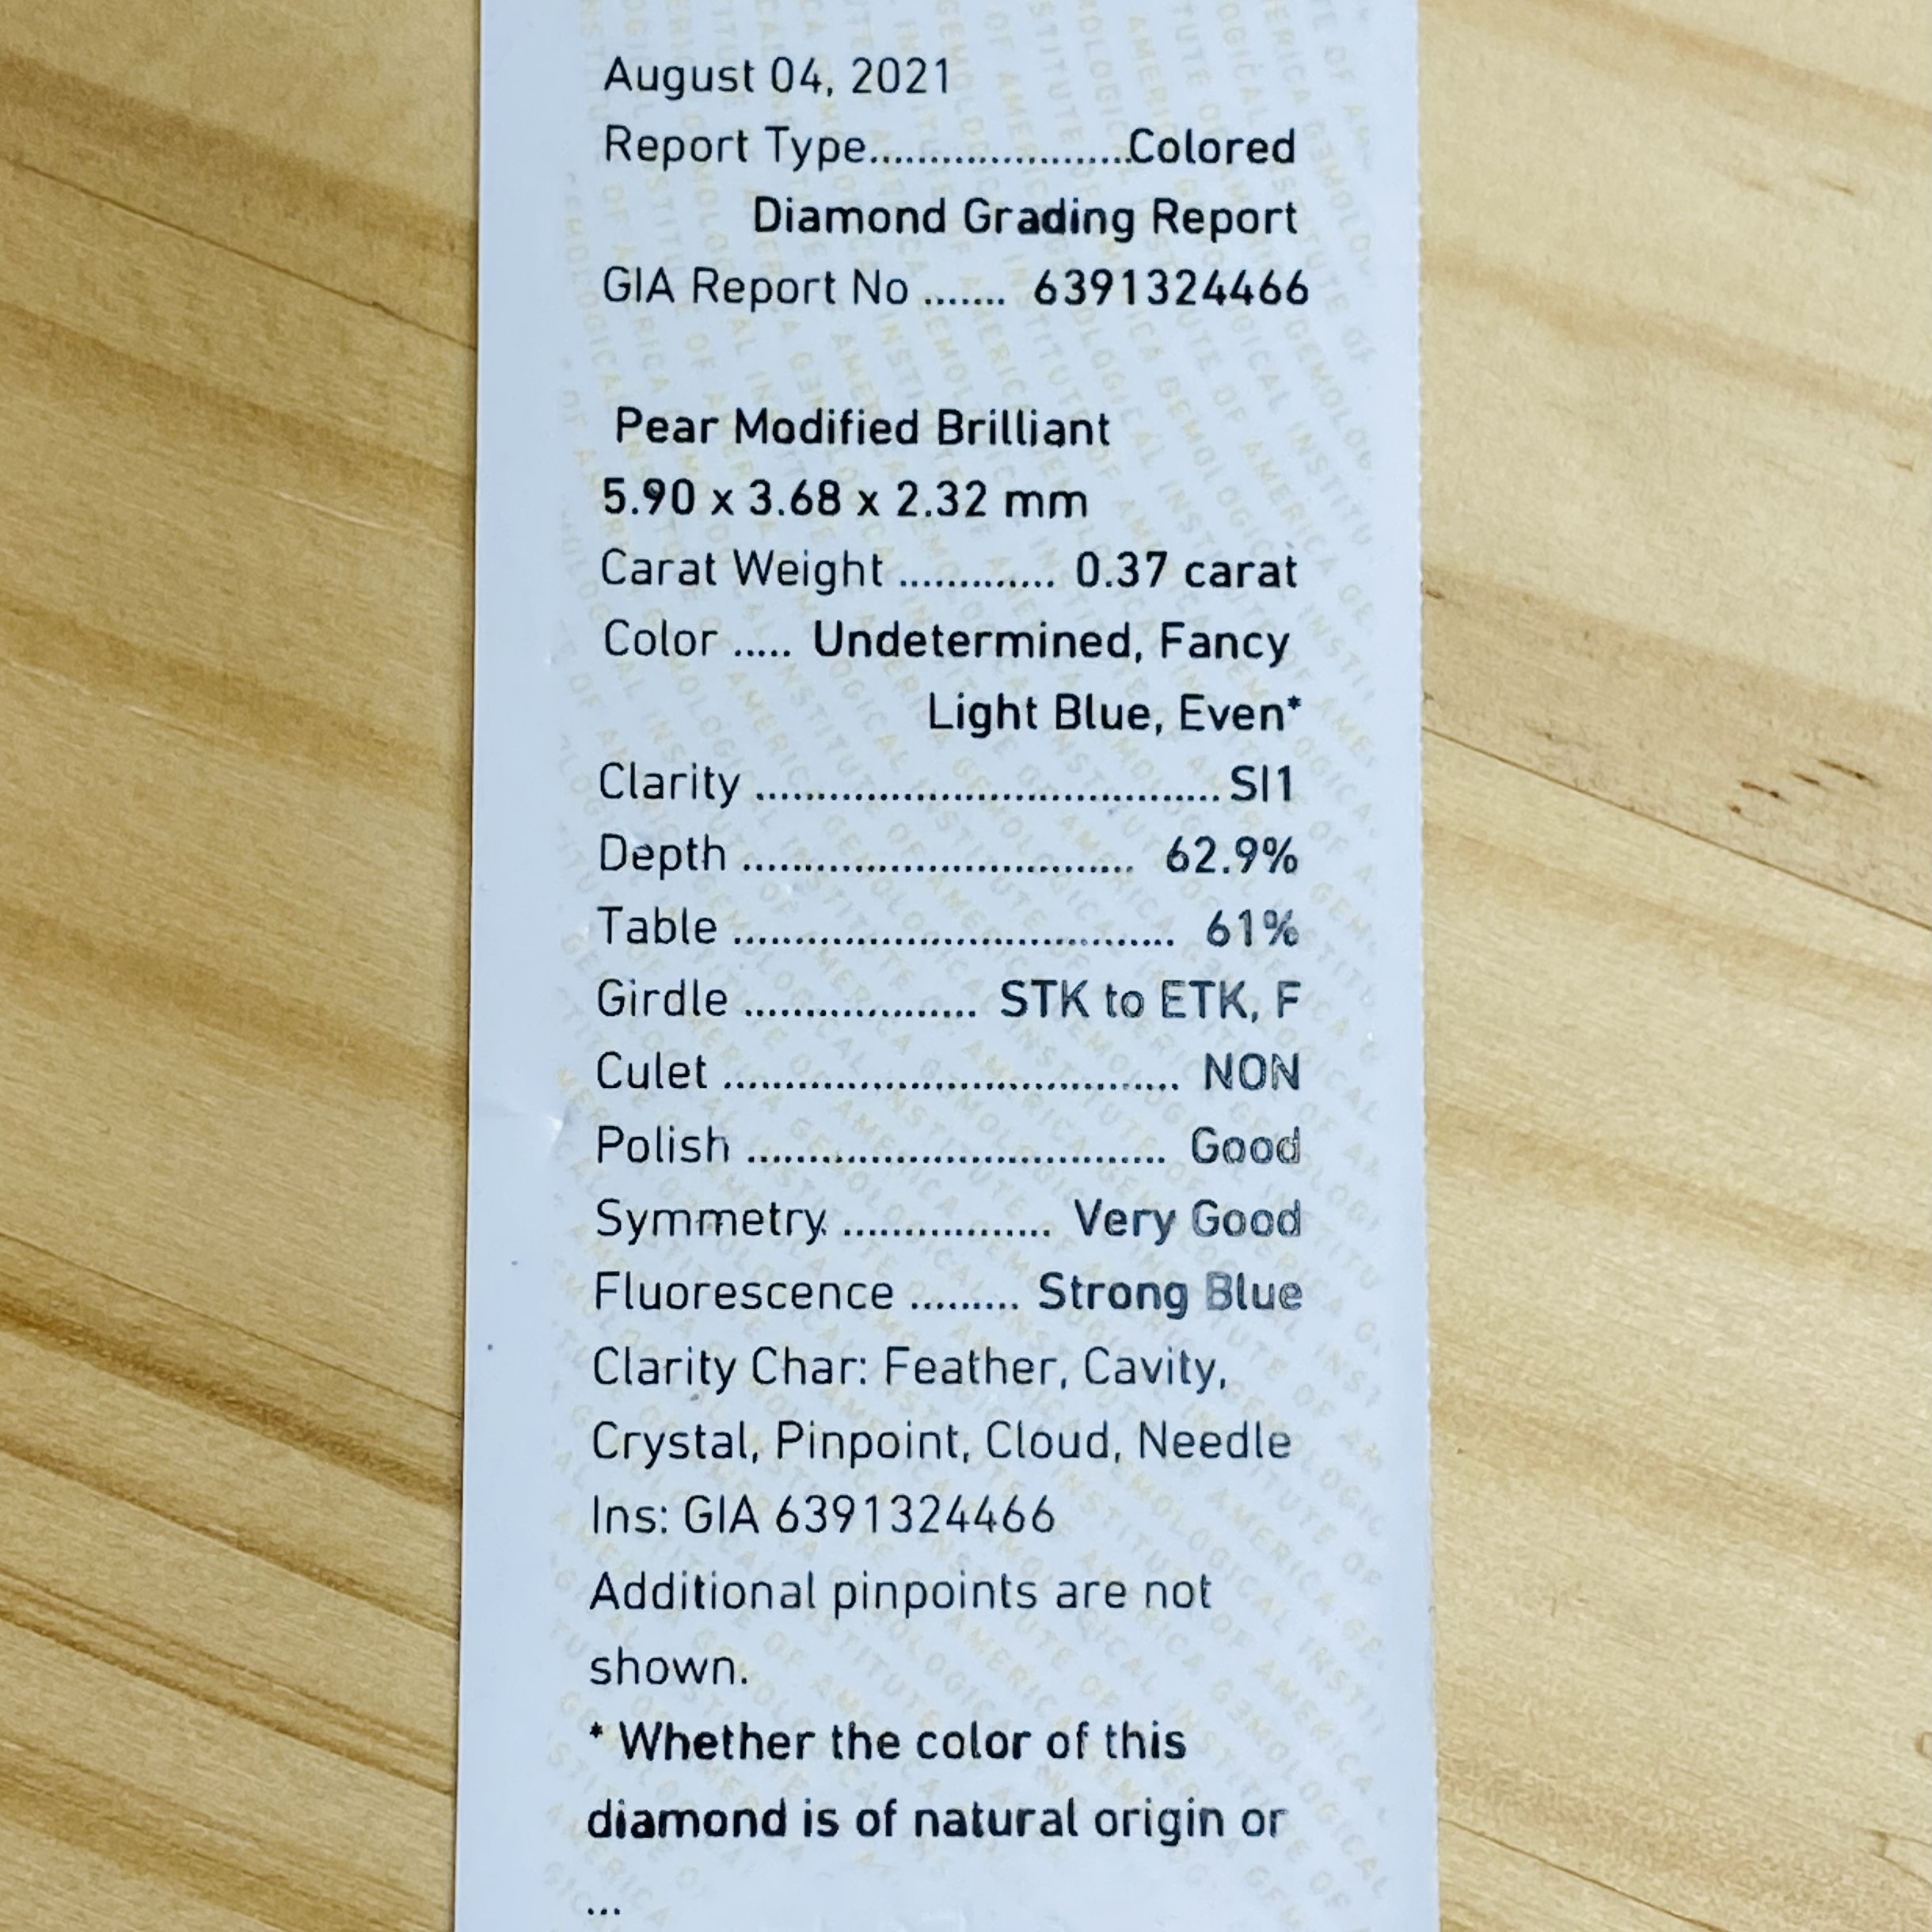 August 04, 2021
Report Type......................Colored
Diamond Grading Report
GIA Report No ....... 6391324466
Pear Modified Brilliant
5.90 x 3.68 x 2.32 mm
Carat Weight ............. 0.37 carat
Color ..... Undetermined, Fancy
Light Blue, Even*
Clarity ...................................... SI1
Depth ................................ 62.9%
Table .................................... 61%
Girdle ................... STK to ETK, F
Culet ..................................... NON
Polish .................................. Good
Symmetry ................. Very Good
Fluorescence ......... Strong Blue
Clarity Char: Feather, Cavity,
Crystal, Pinpoint, Cloud, Needle
Ins: GIA 6391324466
Additional pinpoints are not
shown.
* Whether the color of this
diamond is of natural origin or
...